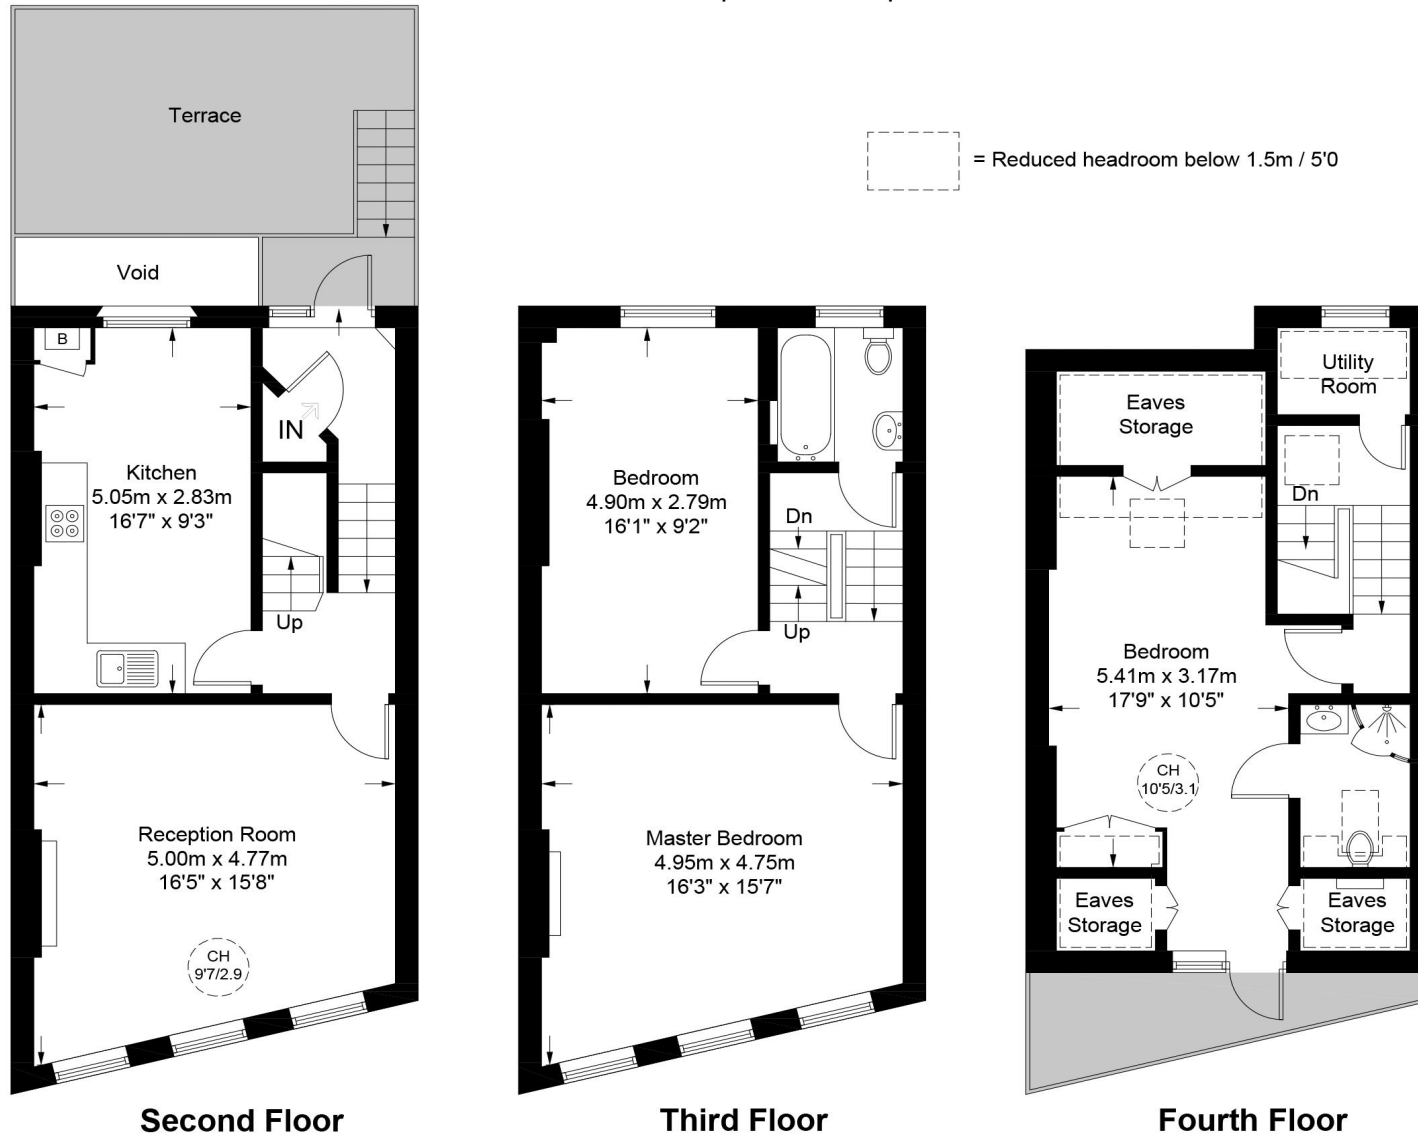 Terrace
= Reduced headroom below 1.5m / 5'0
Void
B
IN
Kitchen
5.05m x 2.83m
16'7" x 9'3"
Up
Reception Room
5.00m x 4.77m
16'5" x 15'8"
CH
9'7/2.9
Second Floor
Bedroom
4.90m x 2.79m
16'1" x 9'2"
Dn
Up
Master Bedroom
4.95m x 4.75m
16'3" x 15'7"
Third Floor
Utility
Room
Eaves
Storage
Dn
Bedroom
5.41m x 3.17m
17'9" x 10'5"
CH
10'5/3.1
Eaves
Storage
Eaves
Storage
Fourth Floor